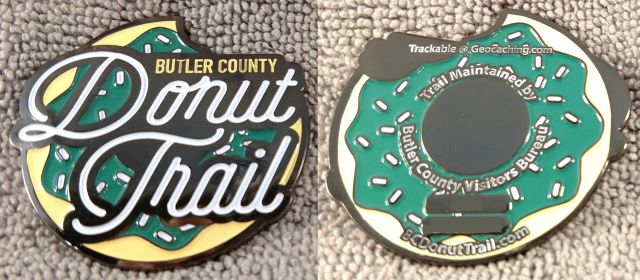 BUTLER COUNTY
Donut
Trail
Trackable @ Geocaching.com
Trail Maintained by
Butler County Visitors Bureau
BCDonutTrail.com